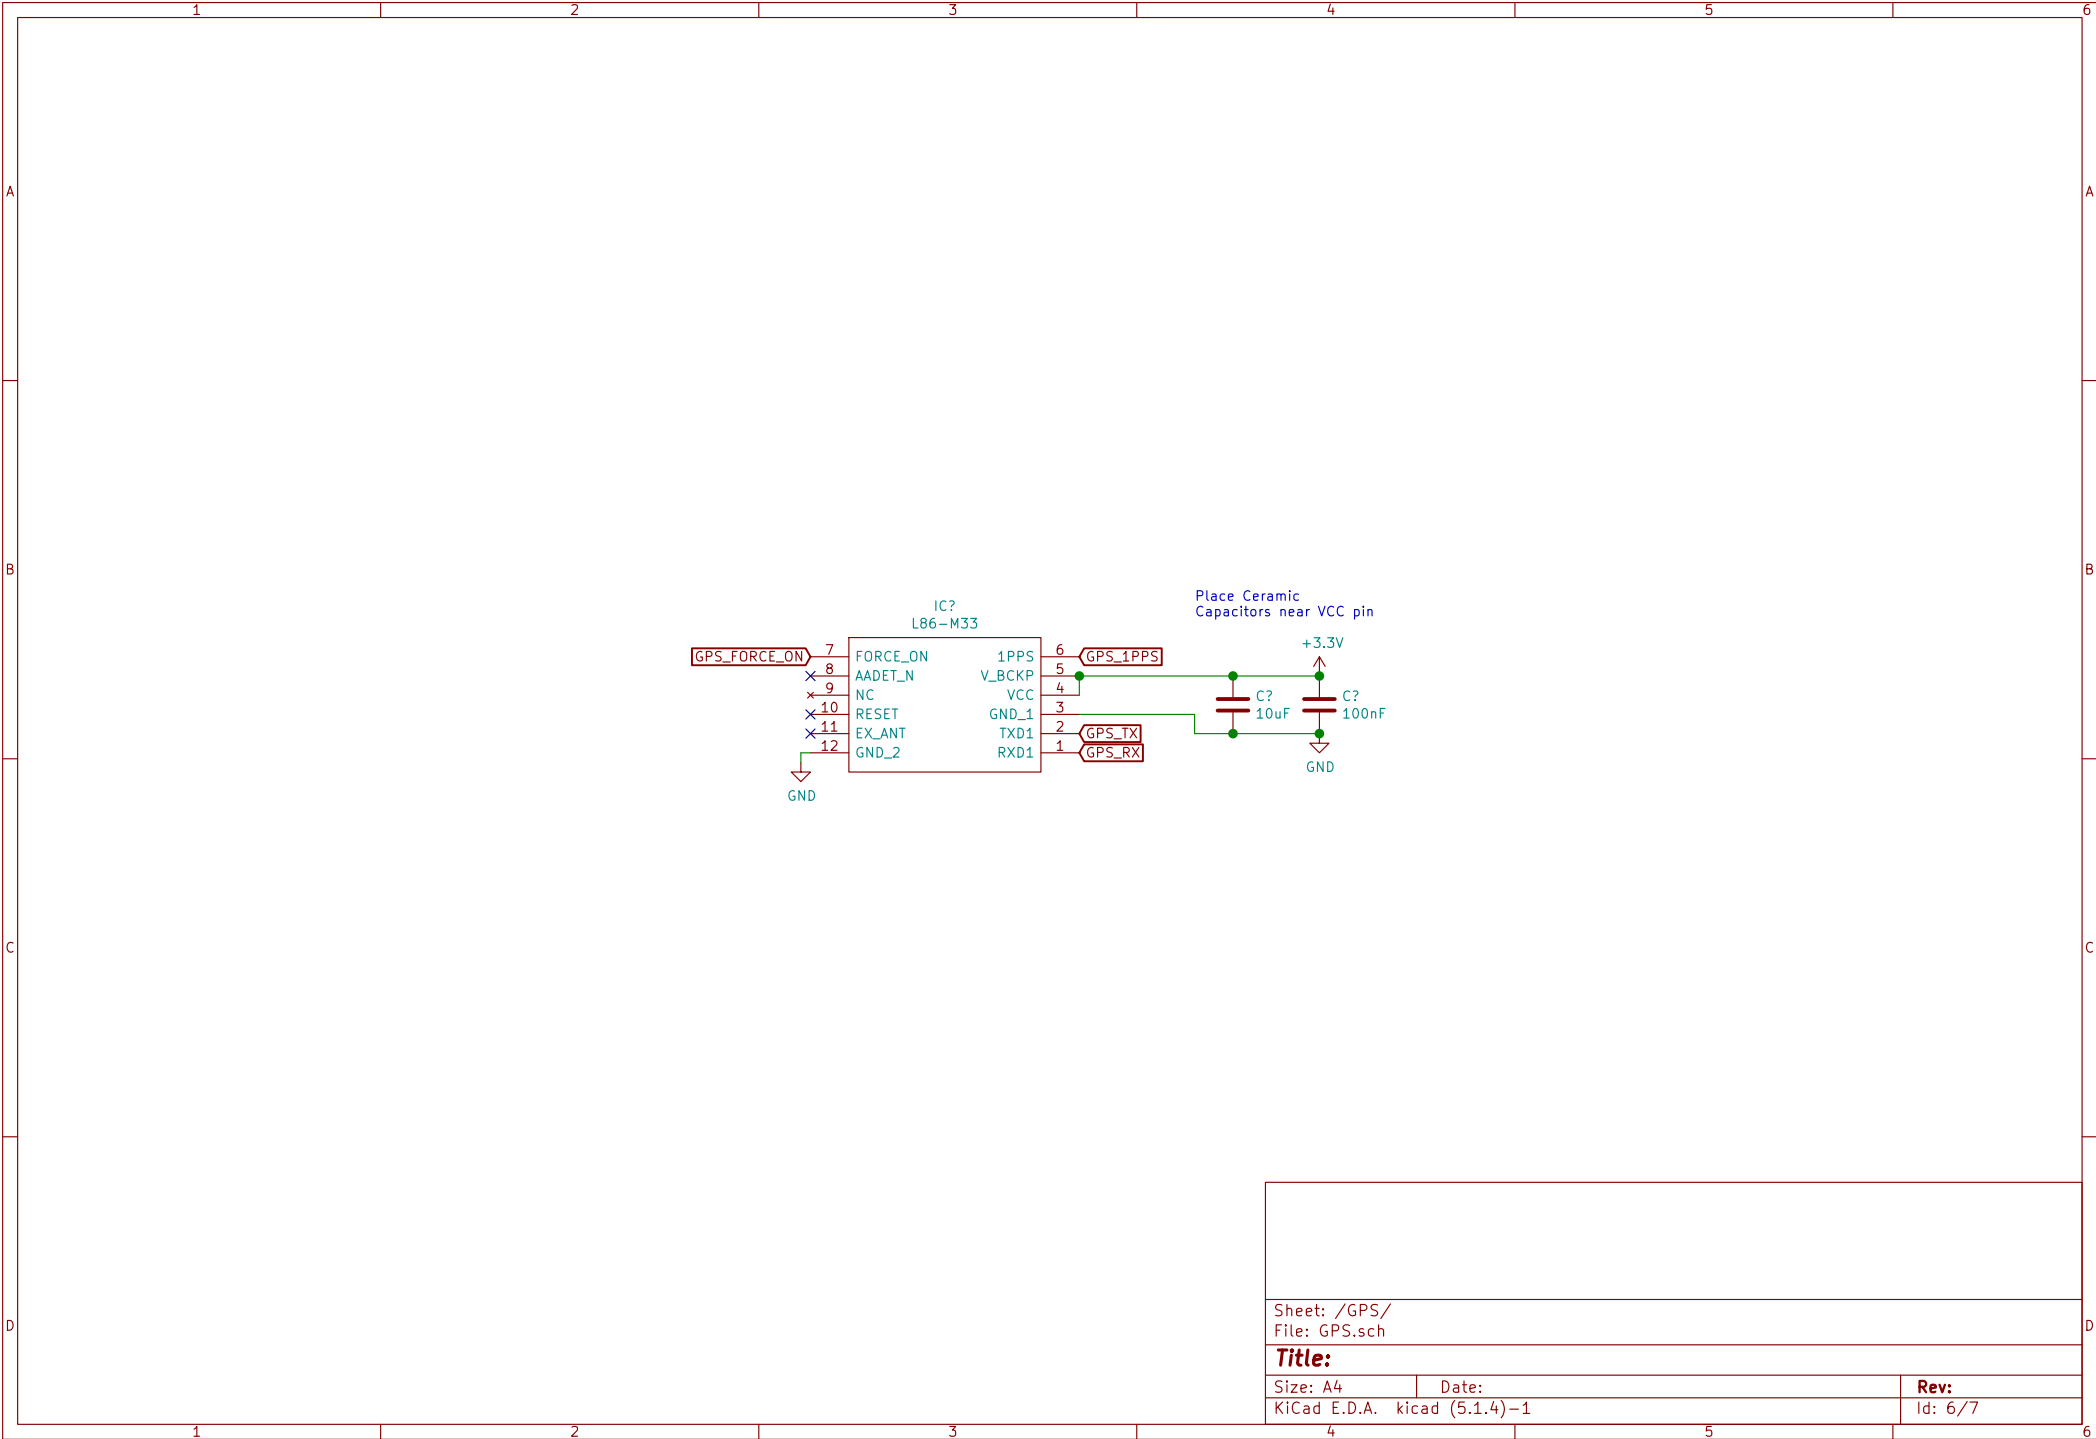 1 2 3 4 5 6
A A
B B
Place Ceramic
Capacitors near VCC pin
IC?
L86-M33
+3.3V
GPS_FORCE_ON 7 FORCE_ON 1PPS 6 GPS_1PPS
8 AADET_N V_BCKP 5
9 NC VCC 4
C? C?
10uF 100nF
10 RESET GND_1 3
11 EX_ANT TXD1 2 GPS_TX
12 GND_2 RXD1 1 GPS_RX
GND
GND
C C
D D
Sheet: /GPS/
File: GPS.sch
Title:
Size: A4 Date: Rev:
KiCad E.D.A. kicad (5.1.4)-1 Id: 6/7
1 2 3 4 5 6